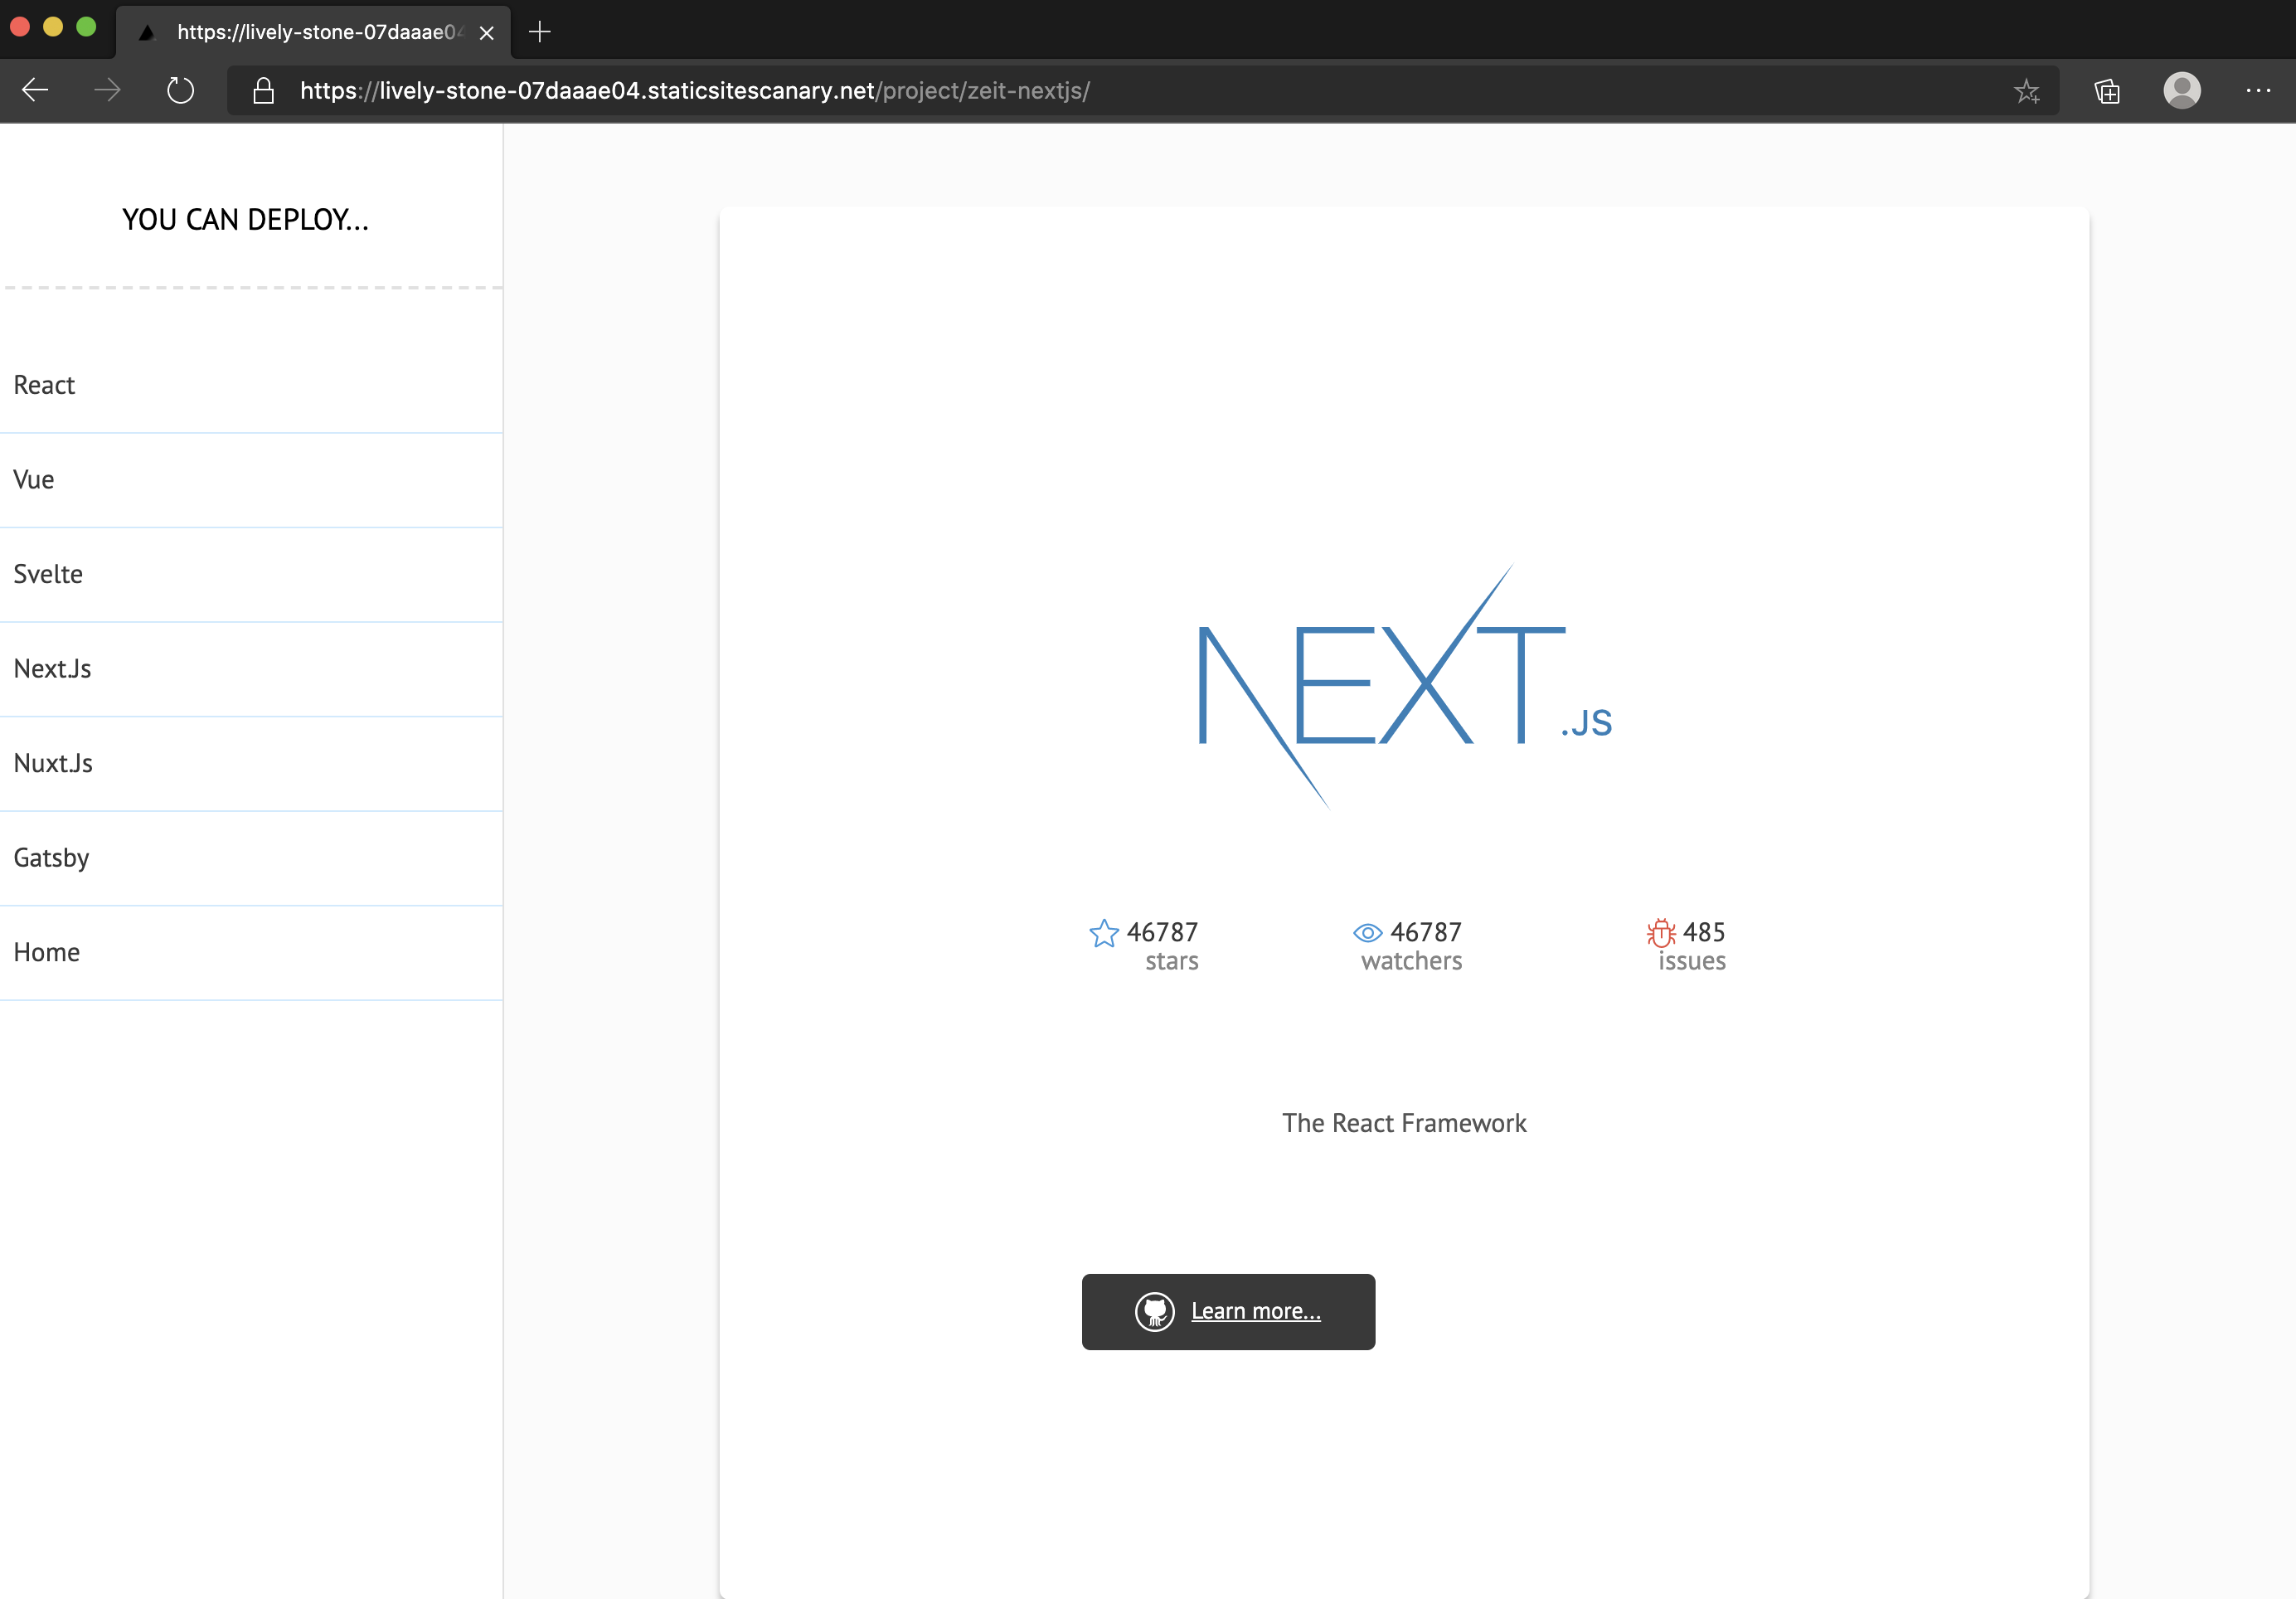 https://lively-stone-07daaae04
https://lively-stone-07daaae04.staticsitescanary.net/project/zeit-nextjs/
YOU CAN DEPLOY...
React
Vue
Svelte
Next.Js
Nuxt.Js
Gatsby
Home
NEXT.JS
46787 stars
46787 watchers
485 issues
The React Framework
Learn more...